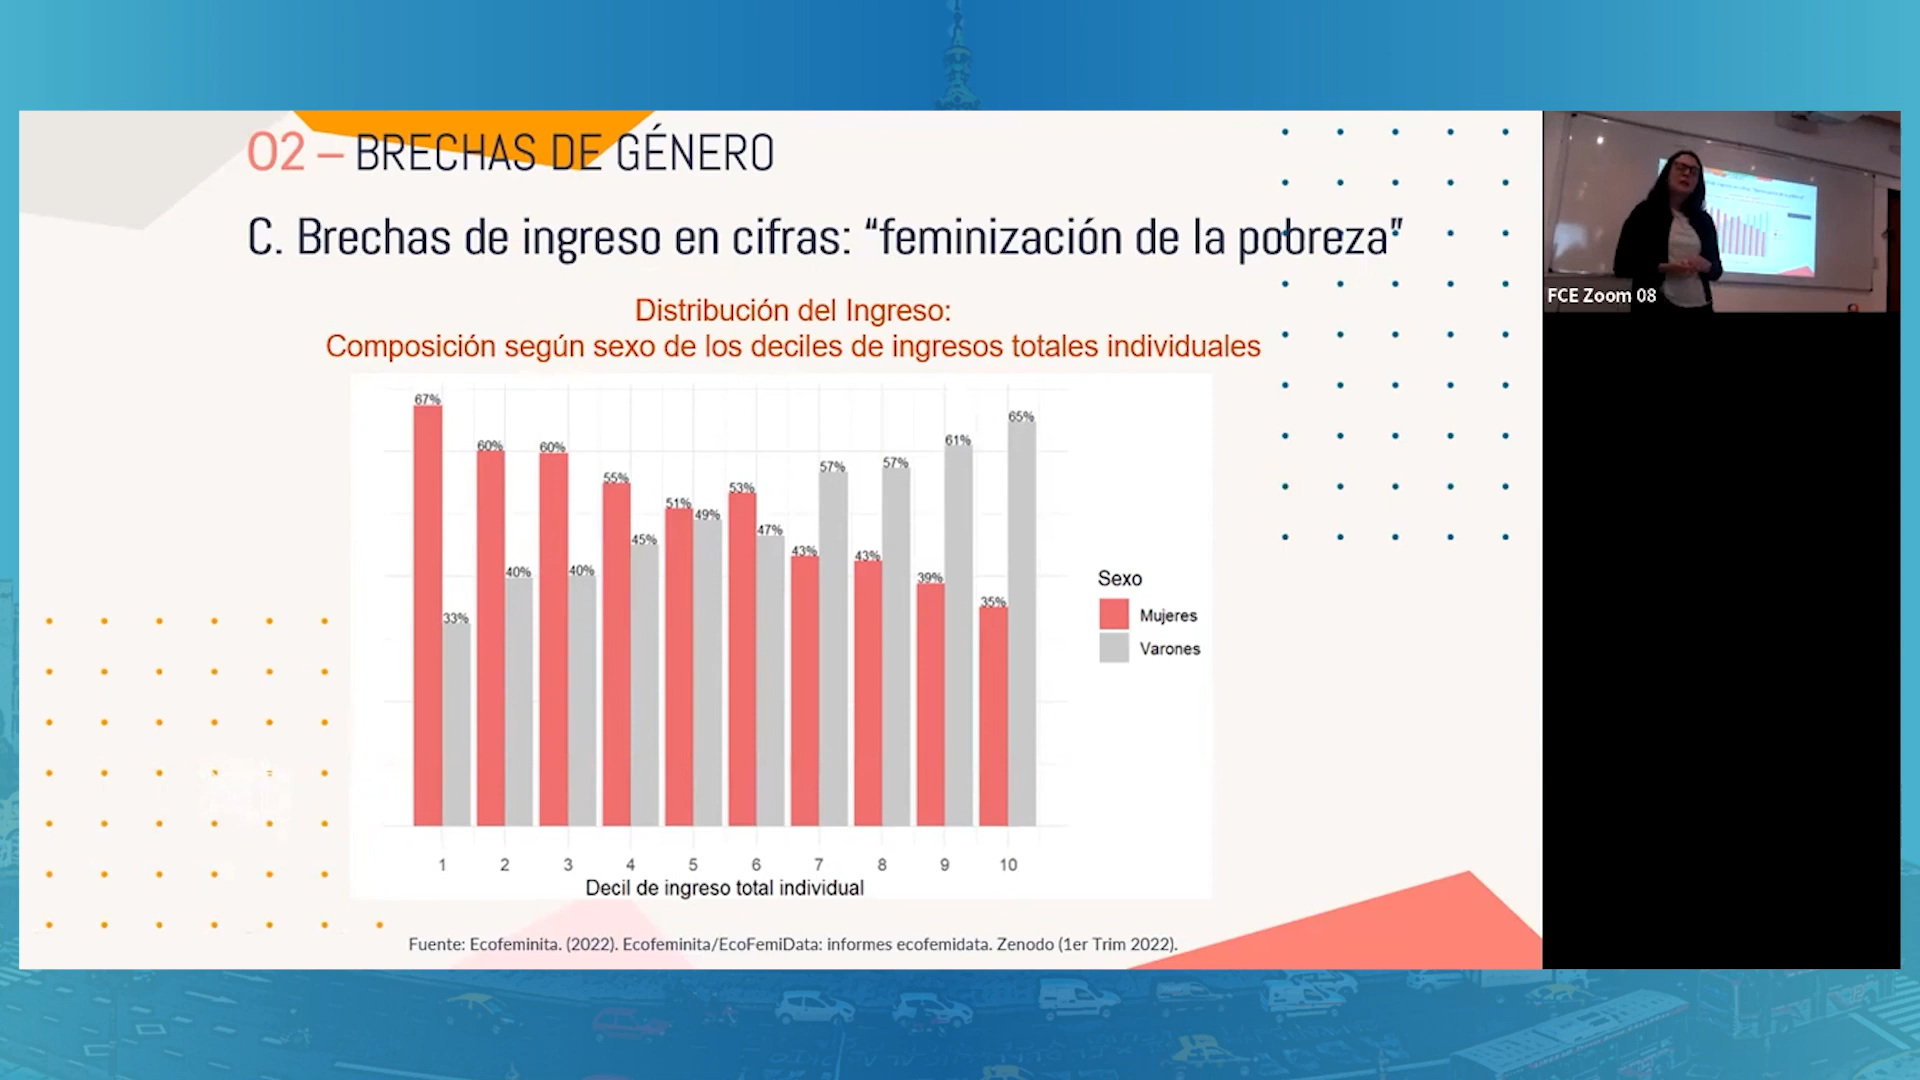 02 – BRECHAS DE GÉNERO
C. Brechas de ingreso en cifras: “feminización de la pobreza”
Distribución del Ingreso:
Composición según sexo de los deciles de ingresos totales individuales
67%
33%
60%
40%
60%
40%
55%
45%
51%
49%
53%
47%
43%
57%
43%
57%
39%
61%
35%
65%
1 2 3 4 5 6 7 8 9 10
Decil de ingreso total individual
Sexo
Mujeres
Varones
Fuente: Ecofeminita. (2022). Ecofeminita/EcoFemiData: informes ecofemidata. Zenodo (1er Trim 2022).
FCE Zoom 08